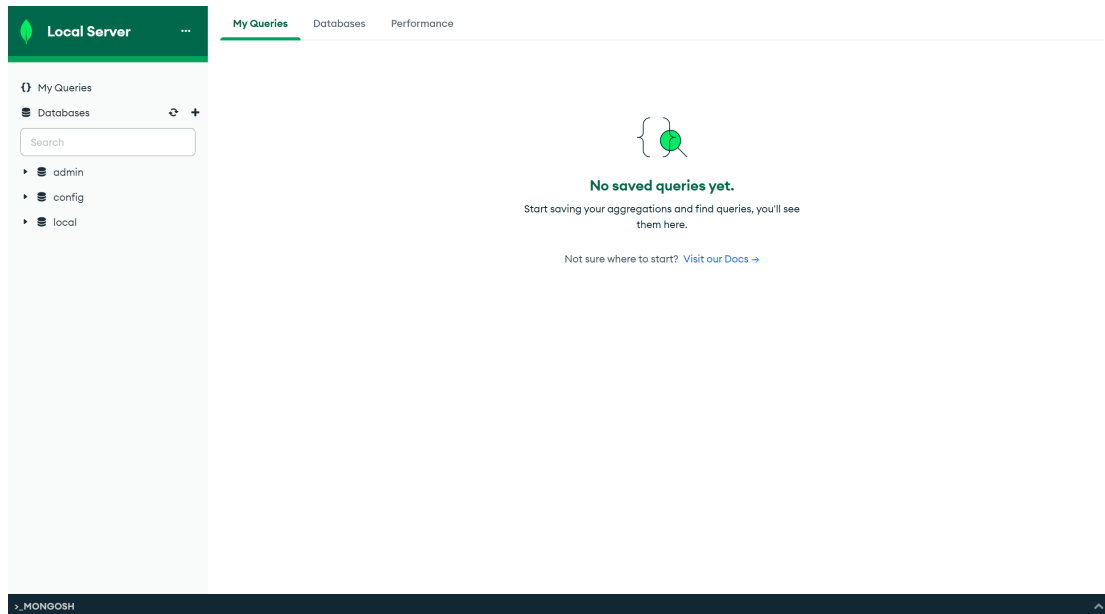 Local Server
My Queries
Databases
Search
admin
config
local
My Queries Databases Performance
No saved queries yet.
Start saving your aggregations and find queries, you'll see
them here.
Not sure where to start? Visit our Docs →
>_MONGOSH